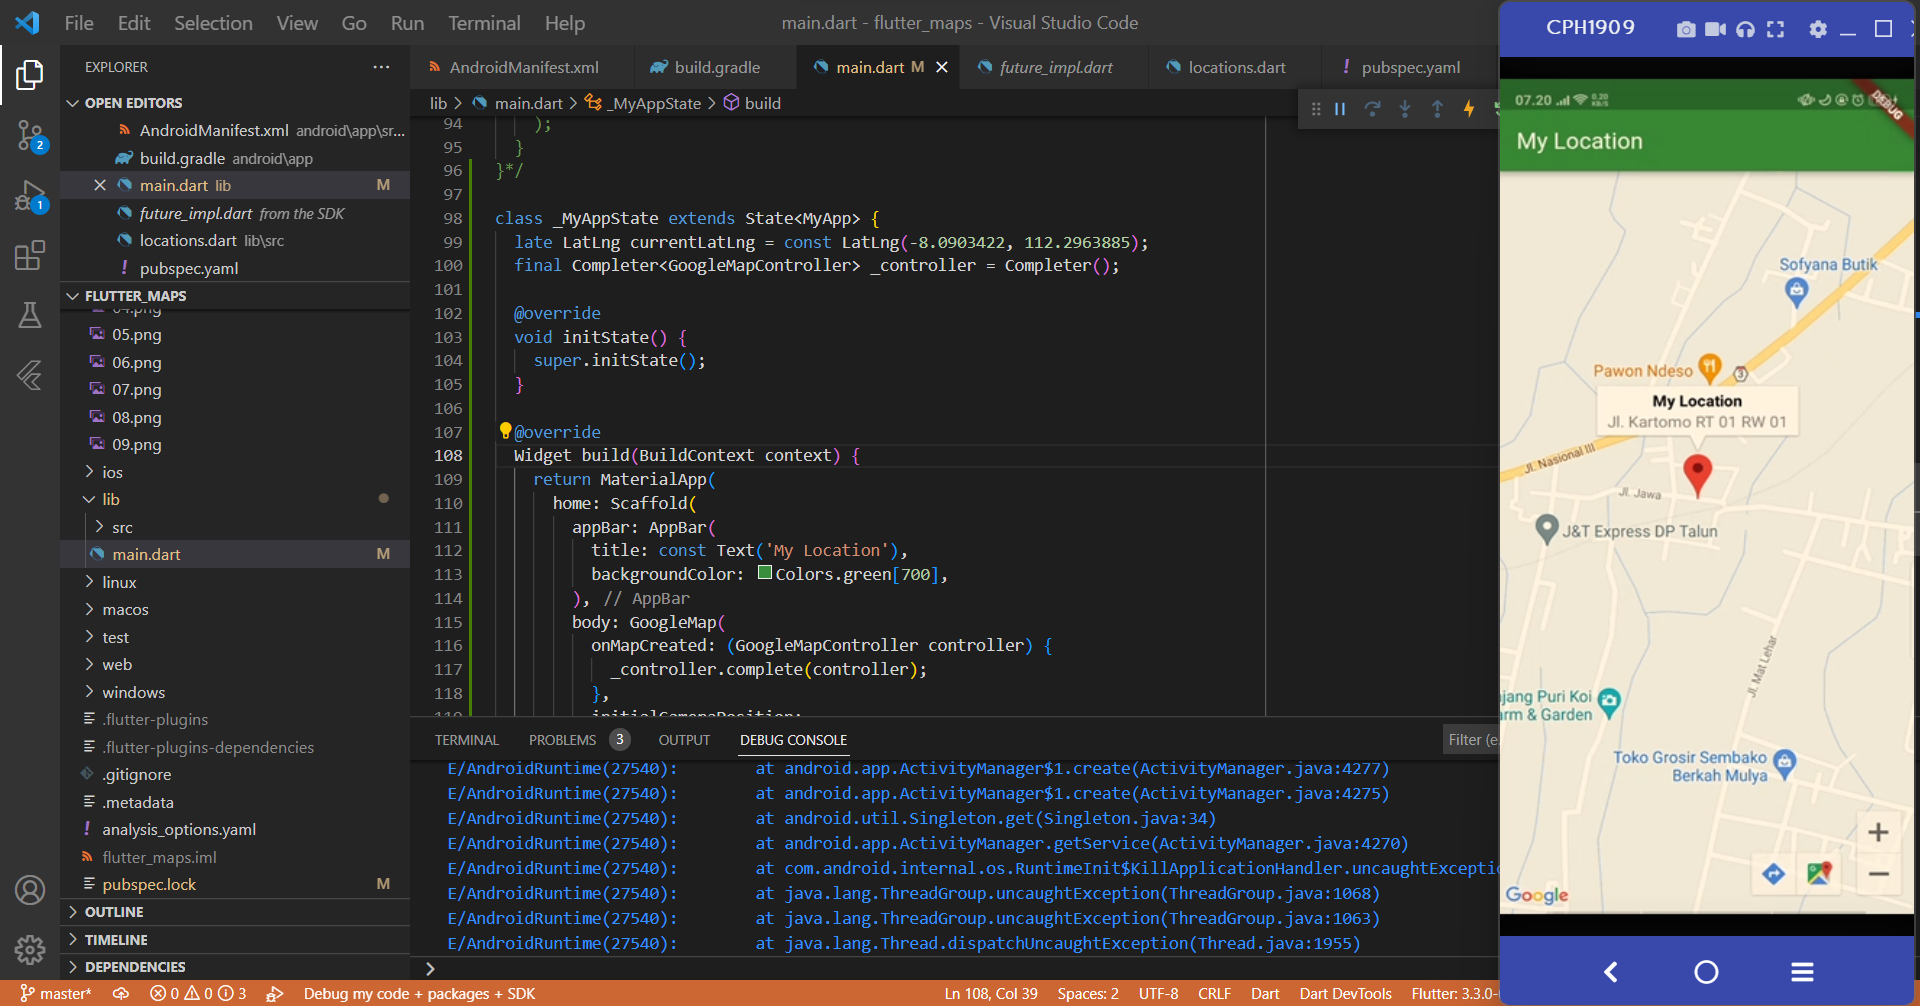 File Edit Selection View Go Run Terminal Help
main.dart - flutter_maps - Visual Studio Code
EXPLORER
OPEN EDITORS
AndroidManifest.xml android\app\sr...
build.gradle android\app
main.dart lib M
future_impl.dart from the SDK
locations.dart lib\src
pubspec.yaml
FLUTTER_MAPS
04.png
05.png
06.png
07.png
08.png
09.png
ios
lib
src
main.dart M
linux
macos
test
web
windows
.flutter-plugins
.flutter-plugins-dependencies
.gitignore
.metadata
analysis_options.yaml
flutter_maps.iml
pubspec.lock M
OUTLINE
TIMELINE
DEPENDENCIES
2
1
AndroidManifest.xml build.gradle main.dart M future_impl.dart locations.dart pubspec.yaml
lib > main.dart > _MyAppState > build
94 );
95 }
96 }*/
97
98 class _MyAppState extends State<MyApp> {
99 late LatLng currentLatLng = const LatLng(-8.0903422, 112.2963885);
100 final Completer<GoogleMapController> _controller = Completer();
101
102 @override
103 void initState() {
104 super.initState();
105 }
106
107 @override
108 Widget build(BuildContext context) {
109 return MaterialApp(
110 home: Scaffold(
111 appBar: AppBar(
112 title: const Text('My Location'),
113 backgroundColor: Colors.green[700],
114 ), // AppBar
115 body: GoogleMap(
116 onMapCreated: (GoogleMapController controller) {
117 _controller.complete(controller);
118 },
119 initialCameraPosition:
TERMINAL PROBLEMS 3 OUTPUT DEBUG CONSOLE
Filter (e
E/AndroidRuntime(27540): at android.app.ActivityManager$1.create(ActivityManager.java:4277)
E/AndroidRuntime(27540): at android.app.ActivityManager$1.create(ActivityManager.java:4275)
E/AndroidRuntime(27540): at android.util.Singleton.get(Singleton.java:34)
E/AndroidRuntime(27540): at android.app.ActivityManager.getService(ActivityManager.java:4270)
E/AndroidRuntime(27540): at com.android.internal.os.RuntimeInit$KillApplicationHandler.uncaughtExceptio
E/AndroidRuntime(27540): at java.lang.ThreadGroup.uncaughtException(ThreadGroup.java:1068)
E/AndroidRuntime(27540): at java.lang.ThreadGroup.uncaughtException(ThreadGroup.java:1063)
E/AndroidRuntime(27540): at java.lang.Thread.dispatchUncaughtException(Thread.java:1955)
master* 0 0 3 Debug my code + packages + SDK
Ln 108, Col 39 Spaces: 2 UTF-8 CRLF Dart Dart DevTools Flutter: 3.3.0-
CPH1909
07.20 0.20 KB/S
DEBUG
My Location
Sofyana Butik
Pawon Ndeso
3
My Location
Jl. Kartomo RT 01 RW 01
Jl. Nasional III
Jl. Jawa
J&T Express DP Talun
Jl. Mat Lehar
jang Puri Koi
arm & Garden
Toko Grosir Sembako
Berkah Mulya
Google